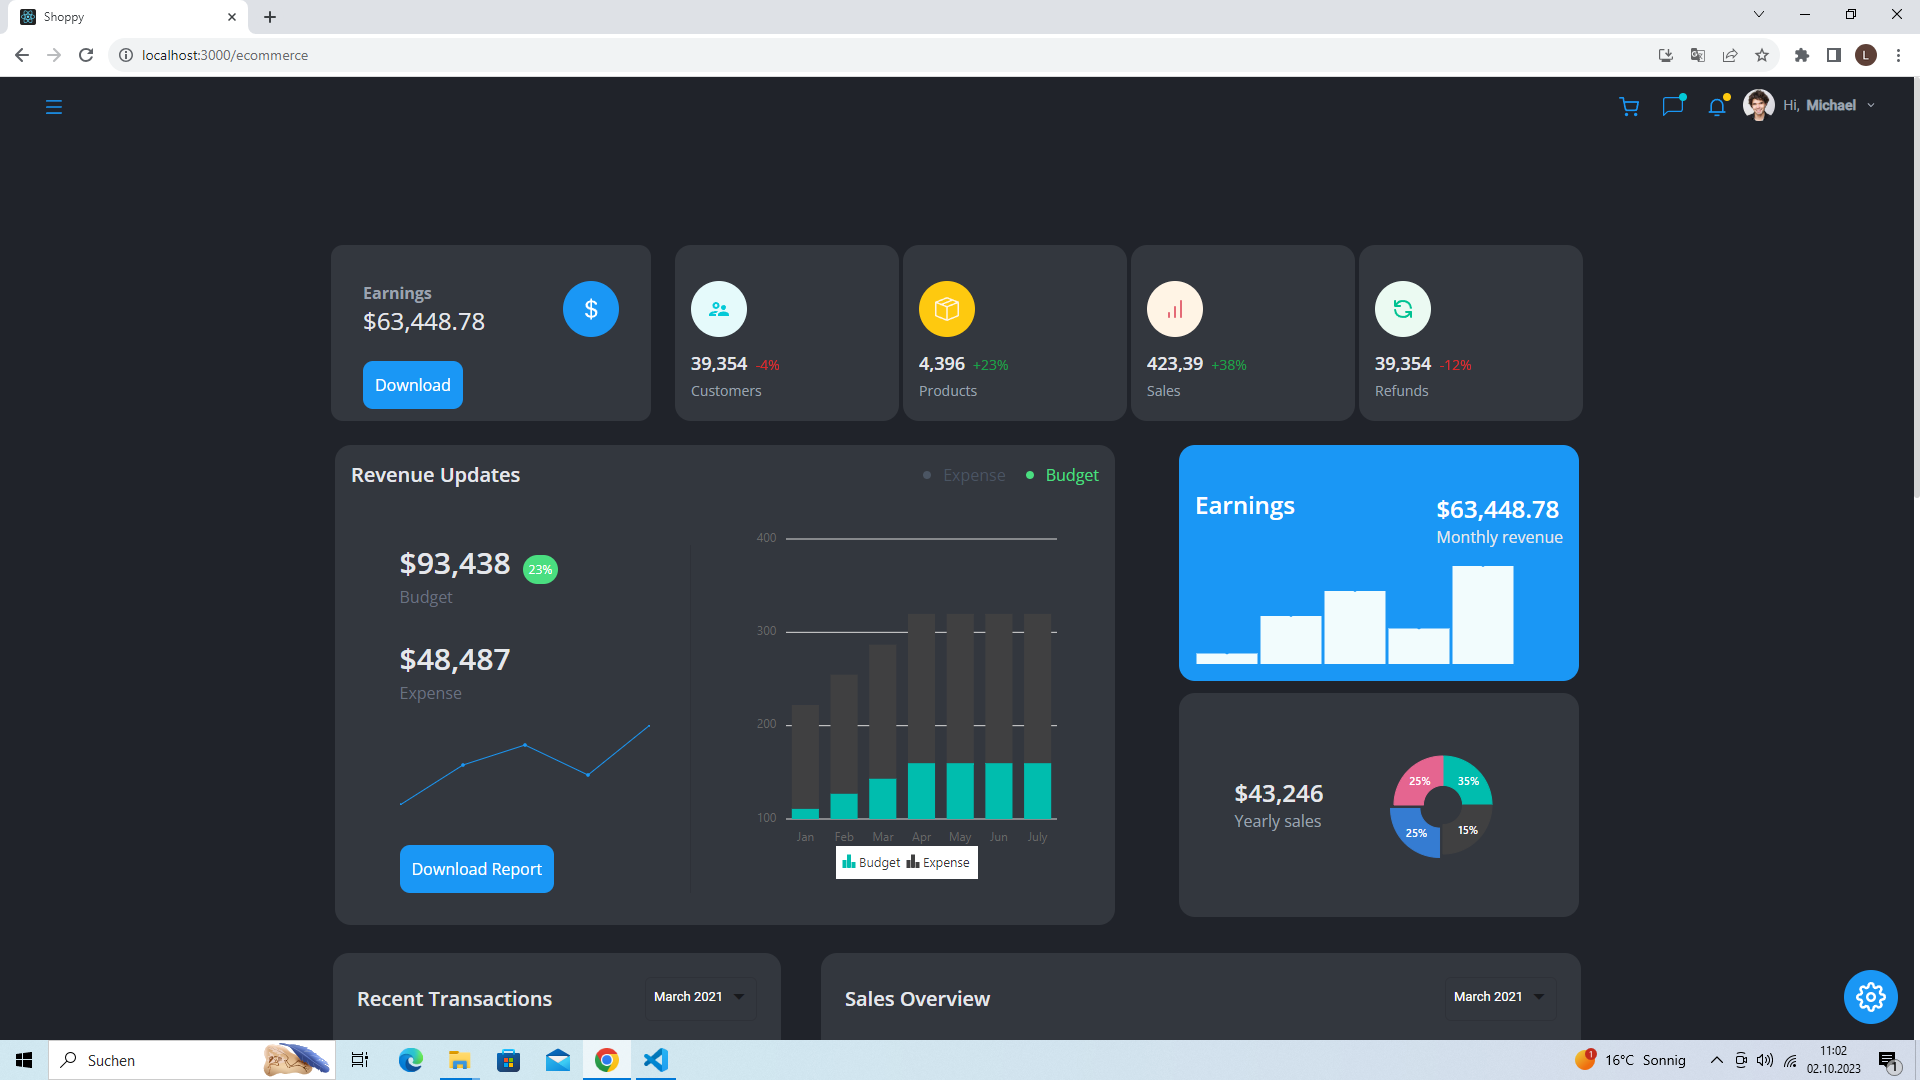 Shoppy
localhost:3000/ecommerce
L
Hi, Michael
Earnings
$63,448.78
$
Download
39,354 -4%
Customers
4,396 +23%
Products
423,39 +38%
Sales
39,354 -12%
Refunds
Revenue Updates
Expense
Budget
$93,438 23%
Budget
$48,487
Expense
Download Report
400
300
200
100
Jan Feb Mar Apr May Jun July
Budget Expense
Earnings
$63,448.78
Monthly revenue
$43,246
Yearly sales
25% 35%
25% 15%
Recent Transactions
March 2021
Sales Overview
March 2021
Suchen
1
16°C Sonnig
11:02
02.10.2023
1